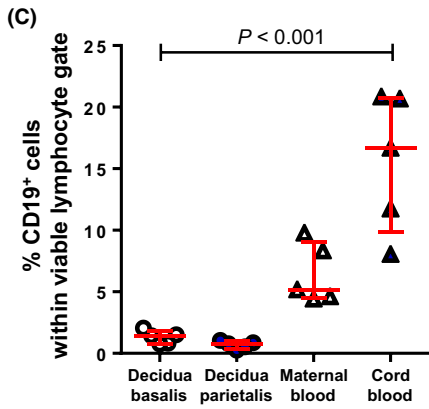 (C)
P < 0.001
% CD19⁺ cells
within viable lymphocyte gate
25
20
15
10
5
0
Decidua basalis
Decidua parietalis
Maternal blood
Cord blood